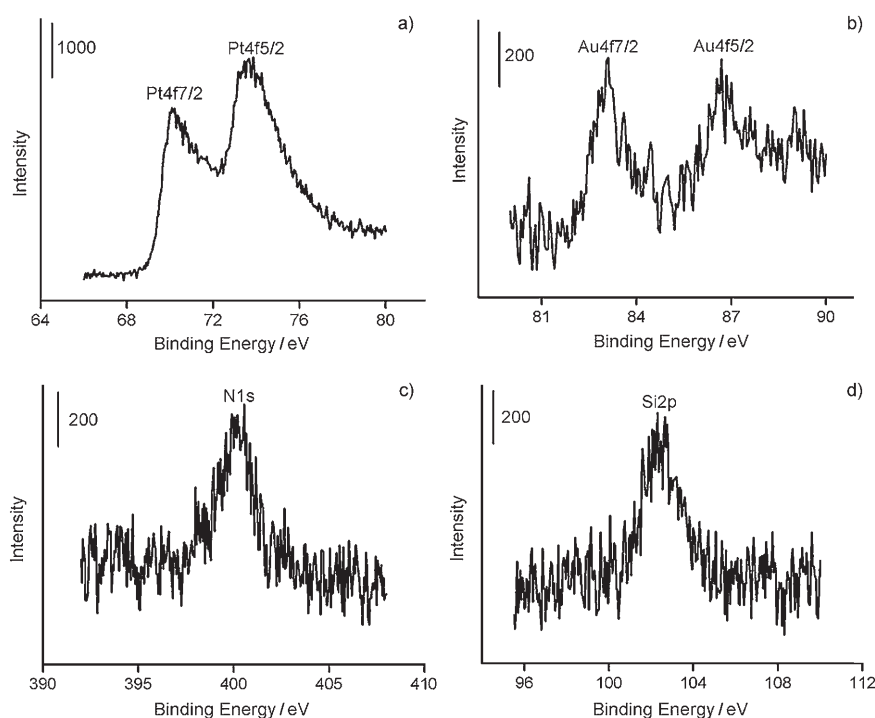 a)
1000
Pt4f7/2
Pt4f5/2
Intensity
64 68 72 76 80
Binding Energy / eV
b)
200
Au4f7/2
Au4f5/2
Intensity
81 84 87 90
Binding Energy / eV
c)
200
N1s
Intensity
390 395 400 405 410
Binding Energy / eV
d)
200
Si2p
Intensity
96 100 104 108 112
Binding Energy / eV